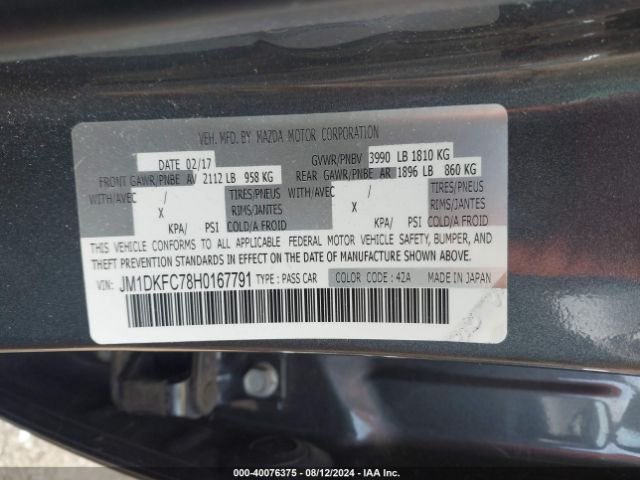 VEH. MFD. BY MAZDA MOTOR CORPORATION
DATE 02/17 GVWR/PNBV 3990 LB 1810 KG
FRONT GAWR/PNBE AV 2112 LB 958 KG REAR GAWR/PNBE AR 1896 LB 860 KG
WITH/AVEC / TIRES/PNEUS WITH/AVEC / TIRES/PNEUS
X RIMS/JANTES X RIMS/JANTES
KPA/ PSI COLD/A FROID KPA/ PSI COLD/A FROID
THIS VEHICLE CONFORMS TO ALL APPLICABLE FEDERAL MOTOR VEHICLE SAFETY, BUMPER, AND
THEFT PREVENTION STANDARDS IN EFFECT ON THE DATE OF MANUFACTURE SHOWN ABOVE.
VIN: JM1DKFC78H0167791 TYPE : PASS CAR COLOR CODE : 42A MADE IN JAPAN
000-40076375 - 08/12/2024 - IAA Inc.